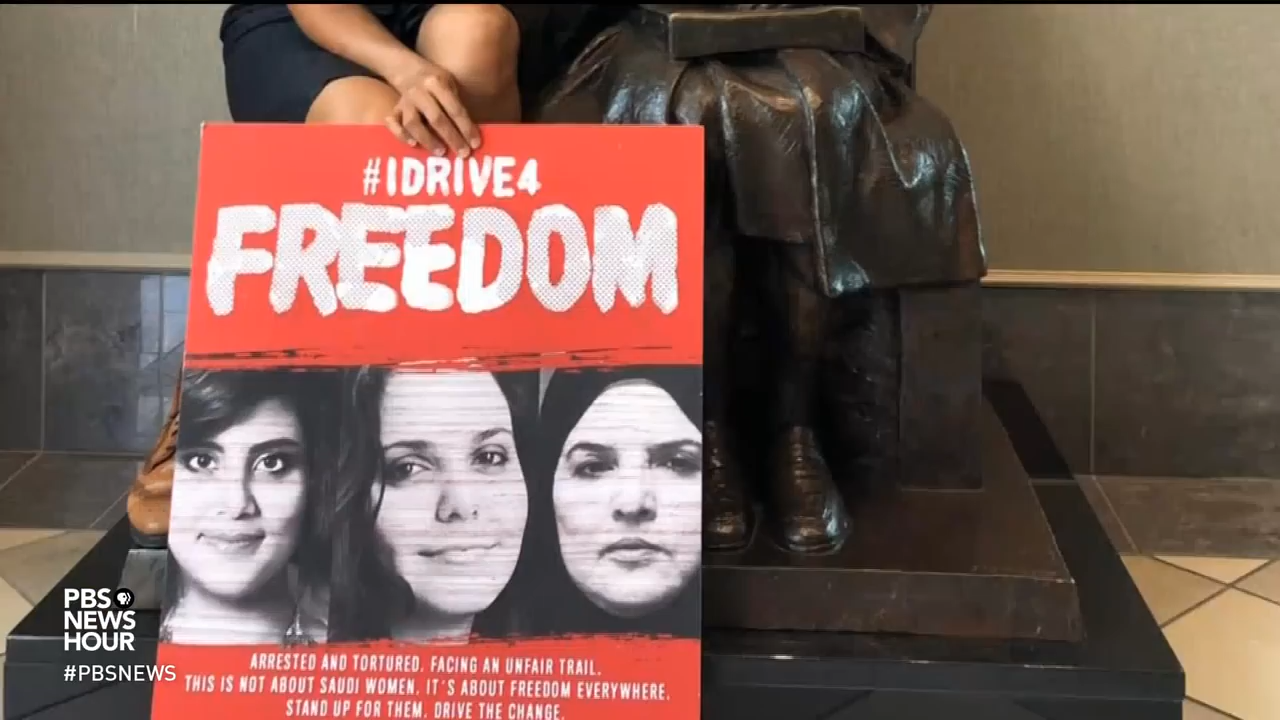 #IDRIVE4
FREEDOM
ARRESTED AND TORTURED. FACING AN UNFAIR TRAIL.
THIS IS NOT ABOUT SAUDI WOMEN. IT'S ABOUT FREEDOM EVERYWHERE.
STAND UP FOR THEM. DRIVE THE CHANGE.
PBS
NEWS
HOUR
#PBSNEWS